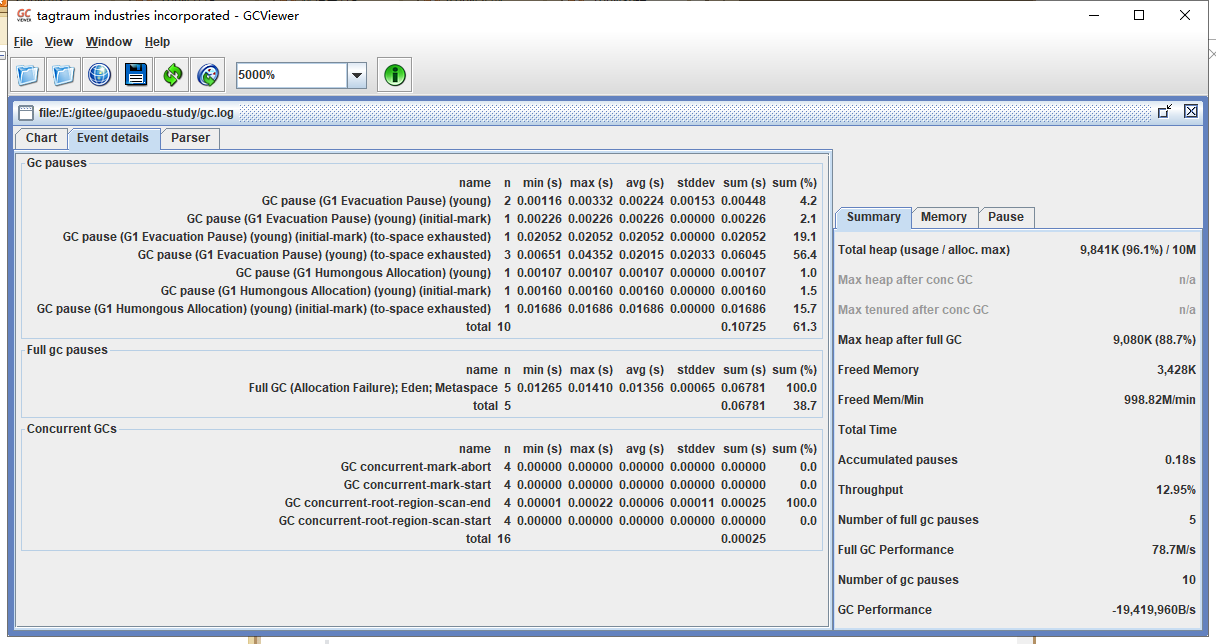 GC VIEWER tagtraum industries incorporated - GCViewer
File View Window Help
5000%
file:/E:/gitee/gupaoedu-study/gc.log
Chart Event details Parser
Gc pauses
name n min (s) max (s) avg (s) stddev sum (s) sum (%)
GC pause (G1 Evacuation Pause) (young) 2 0.00116 0.00332 0.00224 0.00153 0.00448 4.2
GC pause (G1 Evacuation Pause) (young) (initial-mark) 1 0.00226 0.00226 0.00226 0.00000 0.00226 2.1
GC pause (G1 Evacuation Pause) (young) (initial-mark) (to-space exhausted) 1 0.02052 0.02052 0.02052 0.00000 0.02052 19.1
GC pause (G1 Evacuation Pause) (young) (to-space exhausted) 3 0.00651 0.04352 0.02015 0.02033 0.06045 56.4
GC pause (G1 Humongous Allocation) (young) 1 0.00107 0.00107 0.00107 0.00000 0.00107 1.0
GC pause (G1 Humongous Allocation) (young) (initial-mark) 1 0.00160 0.00160 0.00160 0.00000 0.00160 1.5
GC pause (G1 Humongous Allocation) (young) (initial-mark) (to-space exhausted) 1 0.01686 0.01686 0.01686 0.00000 0.01686 15.7
total 10 0.10725 61.3
Full gc pauses
name n min (s) max (s) avg (s) stddev sum (s) sum (%)
Full GC (Allocation Failure); Eden; Metaspace 5 0.01265 0.01410 0.01356 0.00065 0.06781 100.0
total 5 0.06781 38.7
Concurrent GCs
name n min (s) max (s) avg (s) stddev sum (s) sum (%)
GC concurrent-mark-abort 4 0.00000 0.00000 0.00000 0.00000 0.00000 0.0
GC concurrent-mark-start 4 0.00000 0.00000 0.00000 0.00000 0.00000 0.0
GC concurrent-root-region-scan-end 4 0.00001 0.00022 0.00006 0.00011 0.00025 100.0
GC concurrent-root-region-scan-start 4 0.00000 0.00000 0.00000 0.00000 0.00000 0.0
total 16 0.00025
Summary Memory Pause
Total heap (usage / alloc. max) 9,841K (96.1%) / 10M
Max heap after conc GC n/a
Max tenured after conc GC n/a
Max heap after full GC 9,080K (88.7%)
Freed Memory 3,428K
Freed Mem/Min 998.82M/min
Total Time
Accumulated pauses 0.18s
Throughput 12.95%
Number of full gc pauses 5
Full GC Performance 78.7M/s
Number of gc pauses 10
GC Performance -19,419,960B/s